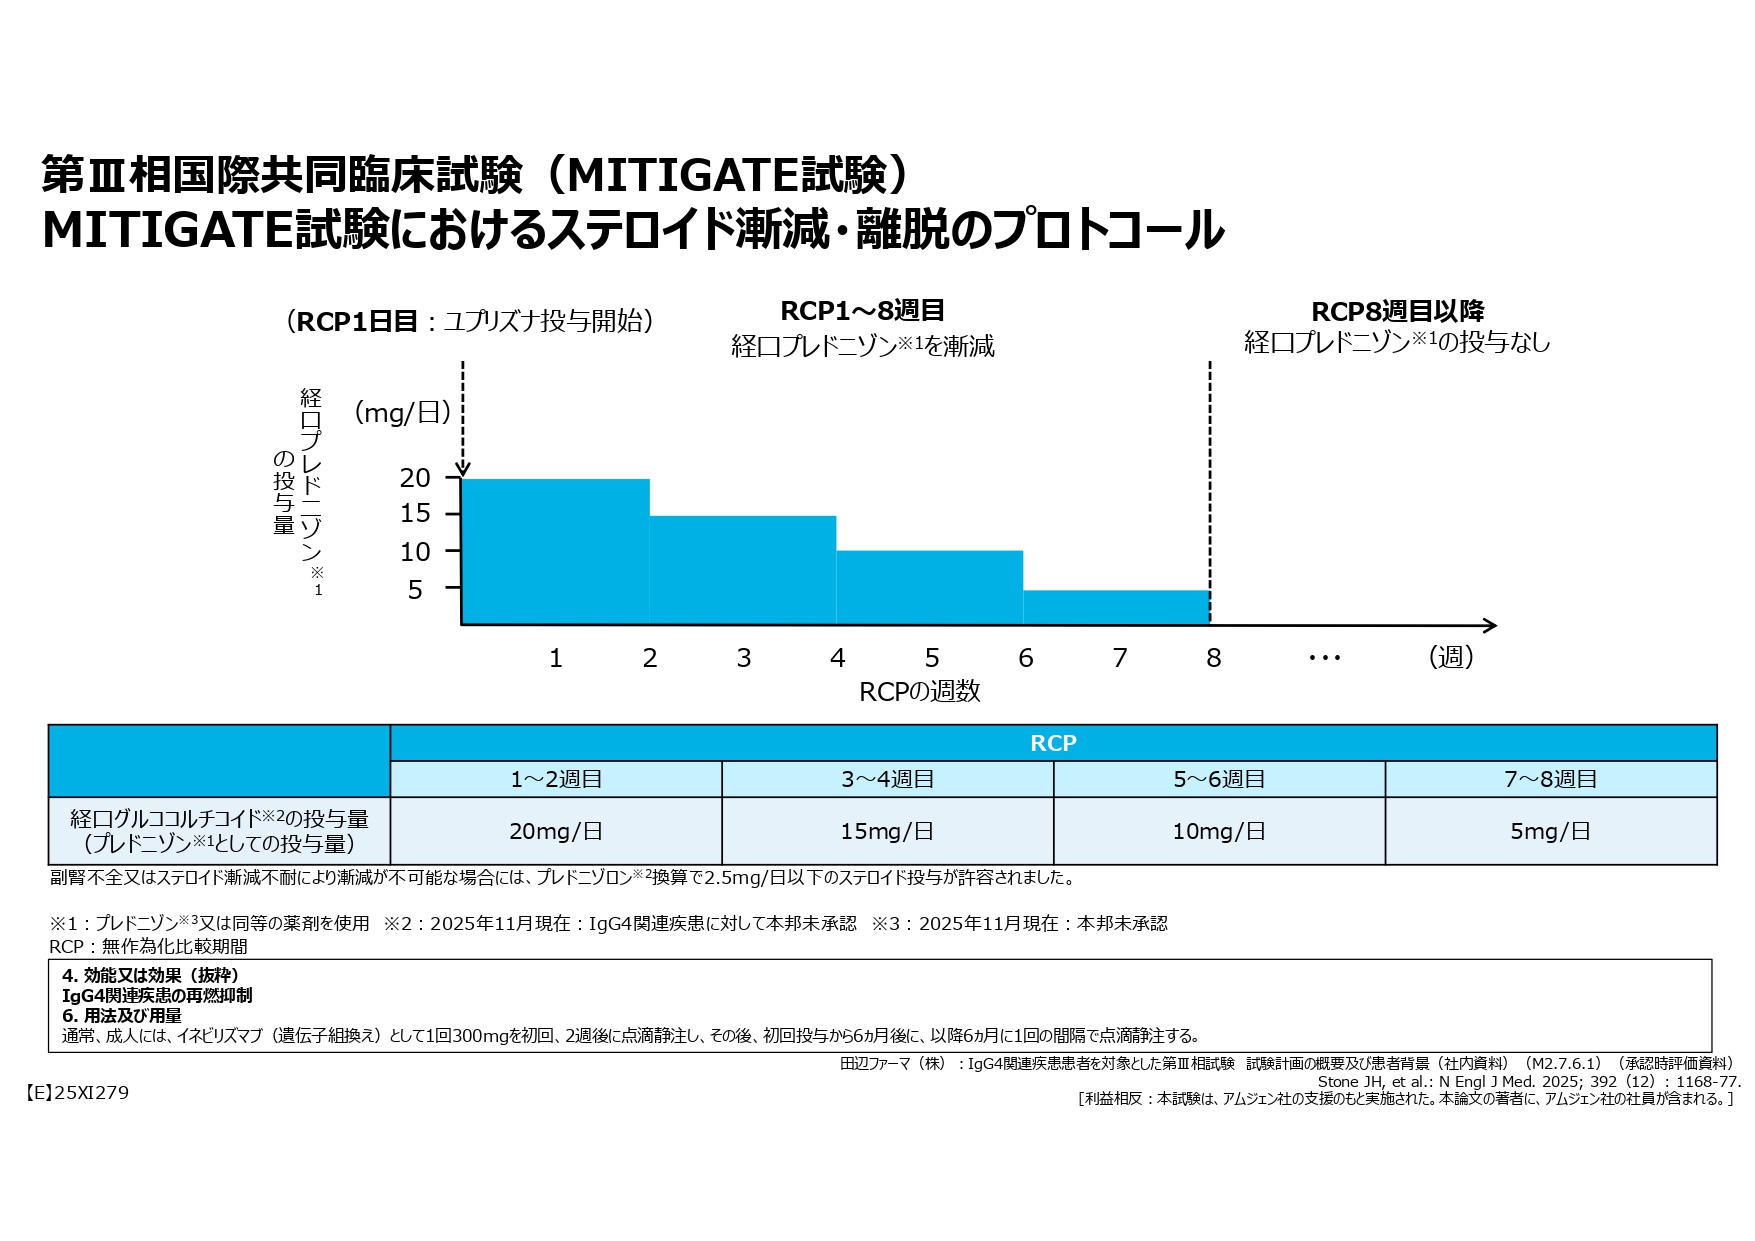 第Ⅲ相国際共同臨床試験（MITIGATE試験）
MITIGATE試験におけるステロイド漸減・離脱のプロトコール
（RCP1日目：ユプリズナ投与開始）
RCP1～8週目
経口プレドニゾン※1を漸減
RCP8週目以降
経口プレドニゾン※1の投与なし
経口プレドニゾン※1
の投与量
（mg/日）
20
15
10
5
1 2 3 4 5 6 7 8 ･･･ （週）
RCPの週数
RCP
1～2週目 3～4週目 5～6週目 7～8週目
経口グルココルチコイド※2の投与量
（プレドニゾン※1としての投与量）
20mg/日 15mg/日 10mg/日 5mg/日
副腎不全又はステロイド漸減不耐により漸減が不可能な場合には、プレドニゾロン※2換算で2.5mg/日以下のステロイド投与が許容されました。
※1：プレドニゾン※3又は同等の薬剤を使用 ※2：2025年11月現在：IgG4関連疾患に対して本邦未承認 ※3：2025年11月現在：本邦未承認
RCP：無作為化比較期間
4. 効能又は効果（抜粋）
IgG4関連疾患の再燃抑制
6. 用法及び用量
通常、成人には、イネビリズマブ（遺伝子組換え）として1回300mgを初回、2週後に点滴静注し、その後、初回投与から6ヵ月後に、以降6ヵ月に1回の間隔で点滴静注する。
田辺ファーマ（株）：IgG4関連疾患患者を対象とした第Ⅲ相試験 試験計画の概要及び患者背景（社内資料）（M2.7.6.1）（承認時評価資料）
Stone JH, et al.: N Engl J Med. 2025; 392（12）: 1168-77.
［利益相反：本試験は、アムジェン社の支援のもと実施された。本論文の著者に、アムジェン社の社員が含まれる。］
【E】25XI279